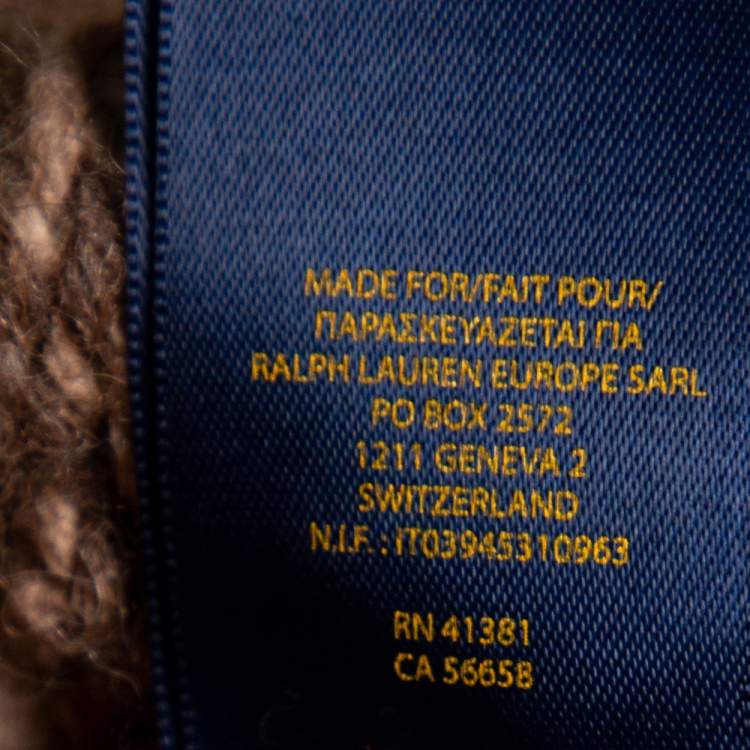 MADE FOR/FAIT POUR/
ΠΑΡΑΣΚΕΥΑΖΕΤΑΙ ΓΙΑ
RALPH LAUREN EUROPE SARL
PO BOX 2572
1211 GENEVA 2
SWITZERLAND
N.I.F. : IT03945310963
RN 41381
CA 56658